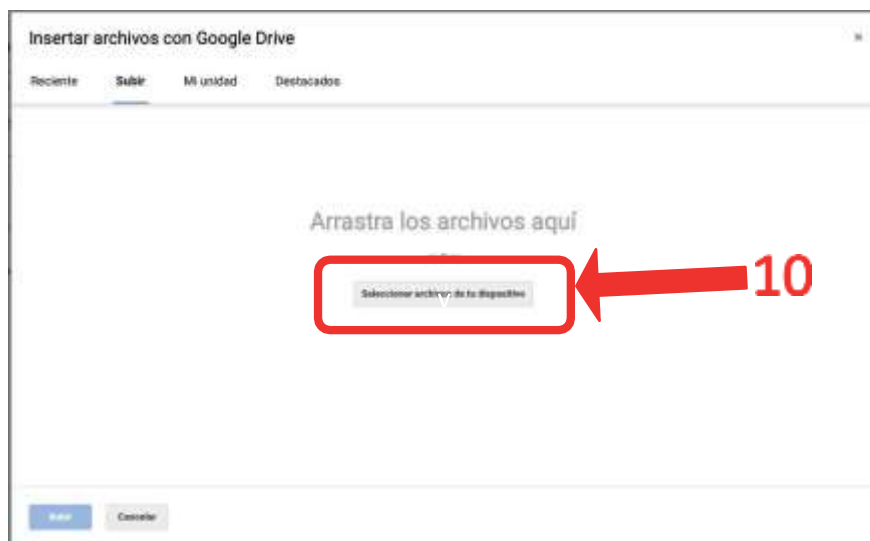 Insertar archivos con Google Drive
×
Reciente Subir Mi unidad Destacados
Arrastra los archivos aquí
Seleccionar archivos de tu dispositivo
10
Cancelar